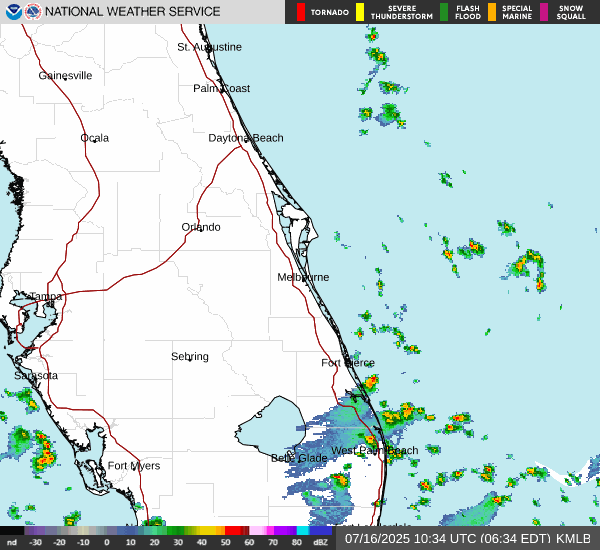 NATIONAL WEATHER SERVICE
TORNADO
SEVERE THUNDERSTORM
FLASH FLOOD
SPECIAL MARINE
SNOW SQUALL
St. Augustine
Gainesville
Palm Coast
Ocala
Daytona Beach
Orlando
Melbourne
Tampa
Sebring
Fort Pierce
Sarasota
West Palm Beach
Belle Glade
Fort Myers
nd -30 -20 -10 0 10 20 30 40 50 60 70 80 dBZ
07/16/2025 10:34 UTC (06:34 EDT) KMLB